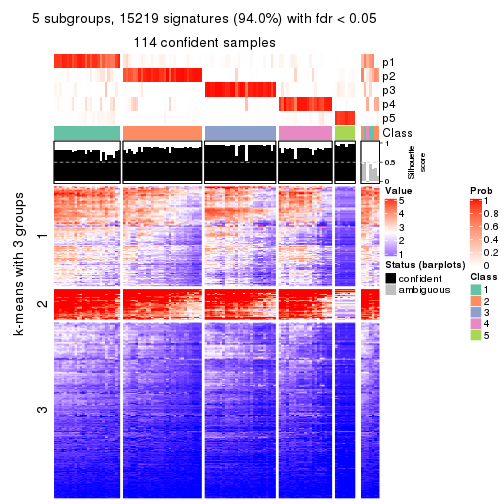 5 subgroups, 15219 signatures (94.0%) with fdr < 0.05
114 confident samples
p1
p2
p3
p4
p5
Class
1
0.5
0
Silhouette
score
k-means with 3 groups
1
2
3
Value
5
4
3
2
1
Status (barplots)
confident
ambiguous
Prob
1
0.8
0.6
0.4
0.2
0
Class
1
2
3
4
5